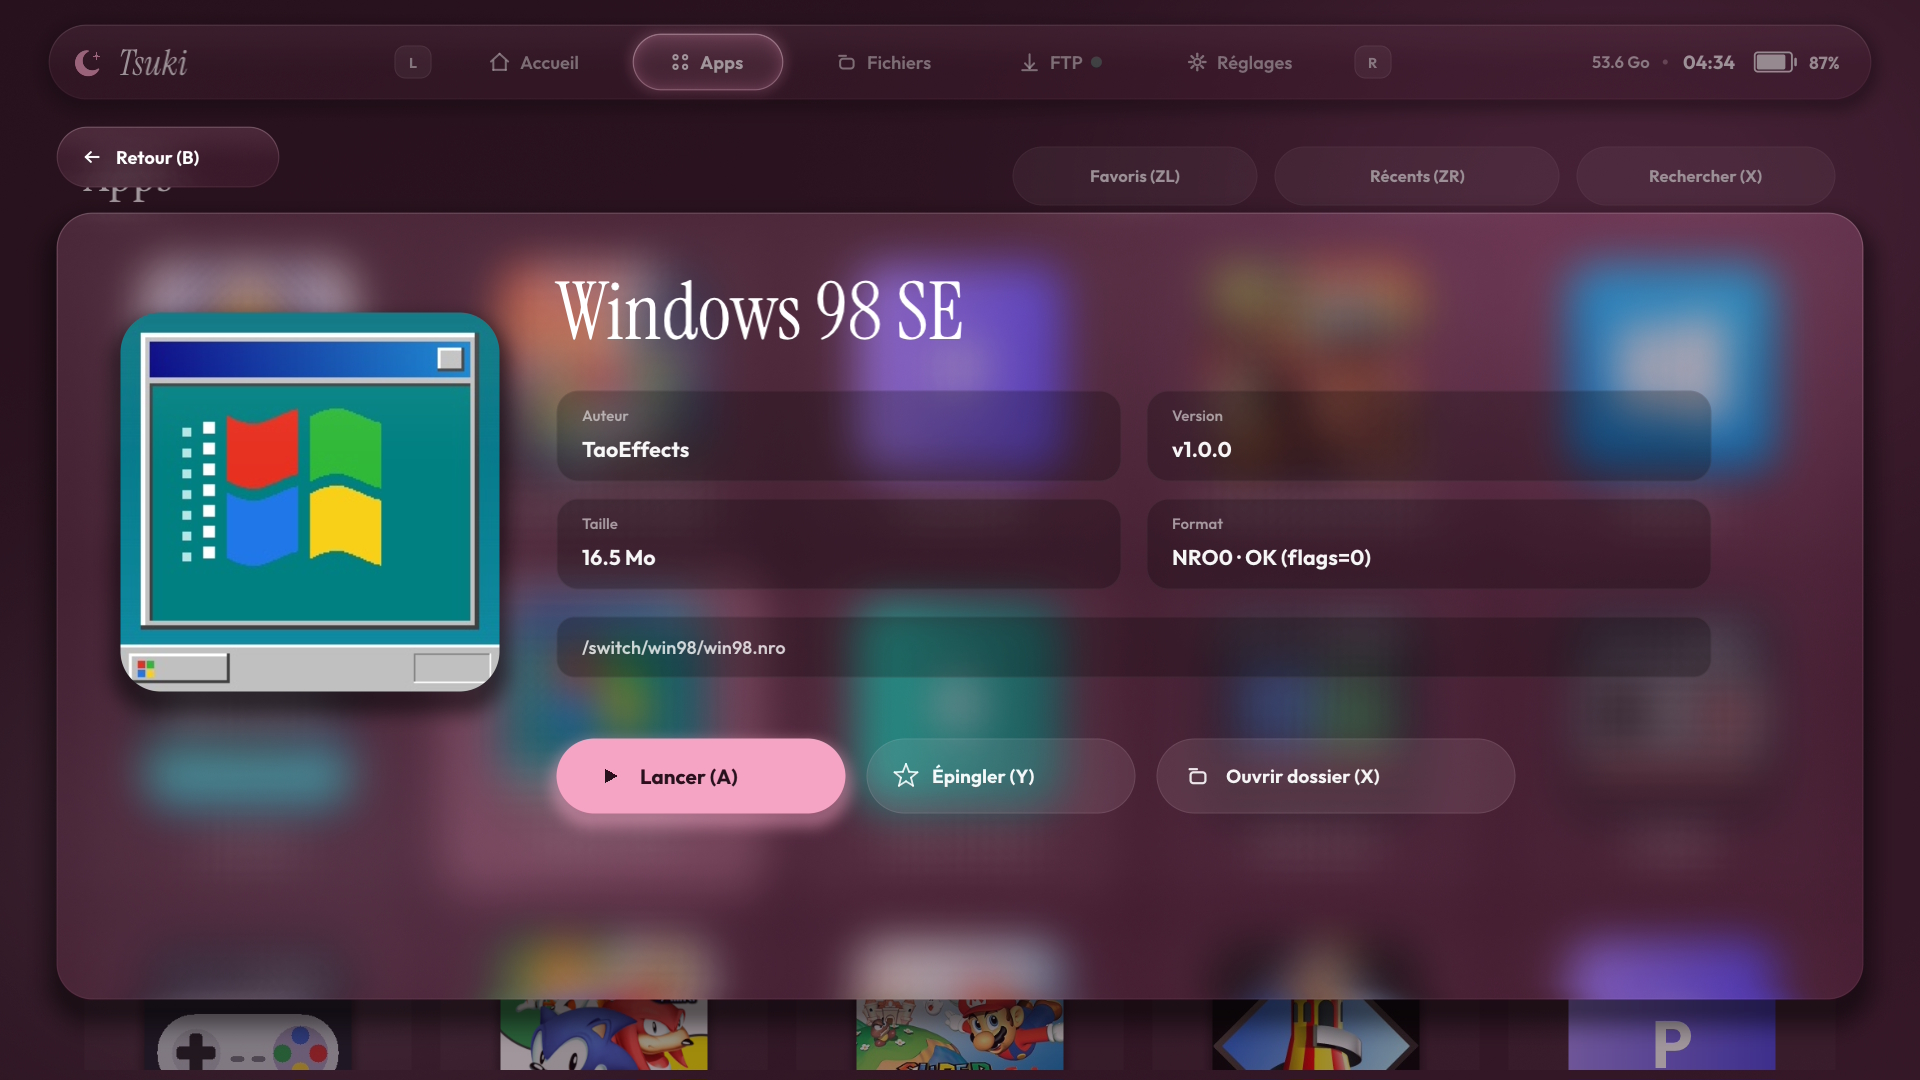 Tsuki
L
Accueil
Apps
Fichiers
FTP
Réglages
R
53.6 Go • 04:34 87%
Retour (B)
Apps
Favoris (ZL)
Récents (ZR)
Rechercher (X)
Windows 98 SE
Auteur
TaoEffects
Version
v1.0.0
Taille
16.5 Mo
Format
NRO0 · OK (flags=0)
/switch/win98/win98.nro
Lancer (A)
Épingler (Y)
Ouvrir dossier (X)
P